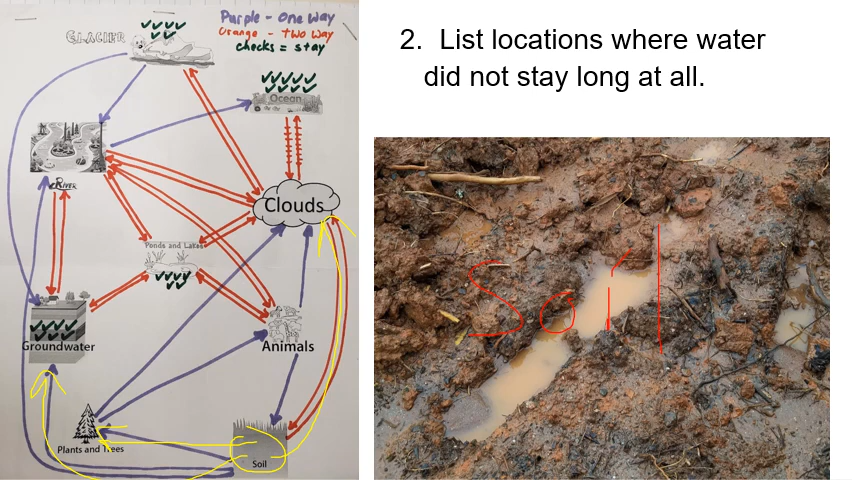 Purple - one way
Orange - two way
checks = stay
GLACIER
Ocean
River
Clouds
Ponds and Lakes
Groundwater
Animals
Plants and Trees
Soil
2. List locations where water
did not stay long at all.
Soil